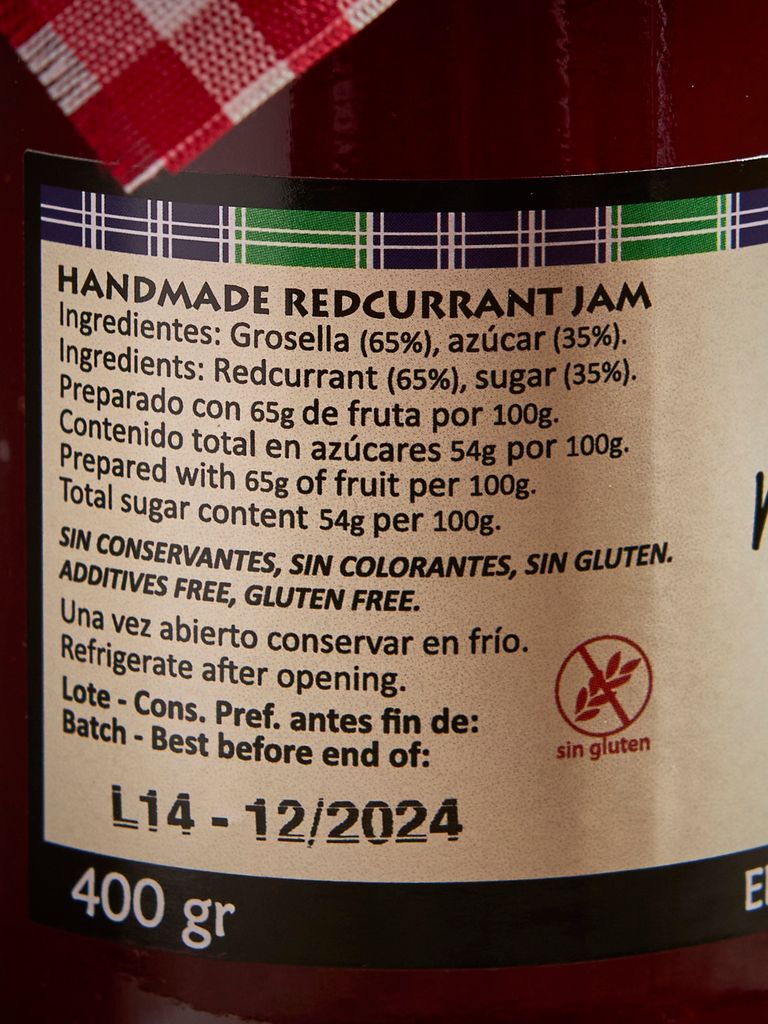 HANDMADE REDCURRANT JAM
Ingredientes: Grosella (65%), azúcar (35%).
Ingredients: Redcurrant (65%), sugar (35%).
Preparado con 65g de fruta por 100g.
Contenido total en azúcares 54g por 100g.
Prepared with 65g of fruit per 100g.
Total sugar content 54g per 100g.
SIN CONSERVANTES, SIN COLORANTES, SIN GLUTEN.
ADDITIVES FREE, GLUTEN FREE.
Una vez abierto conservar en frío.
Refrigerate after opening.
Lote - Cons. Pref. antes fin de:
Batch - Best before end of:
sin gluten
L14 - 12/2024
400 gr